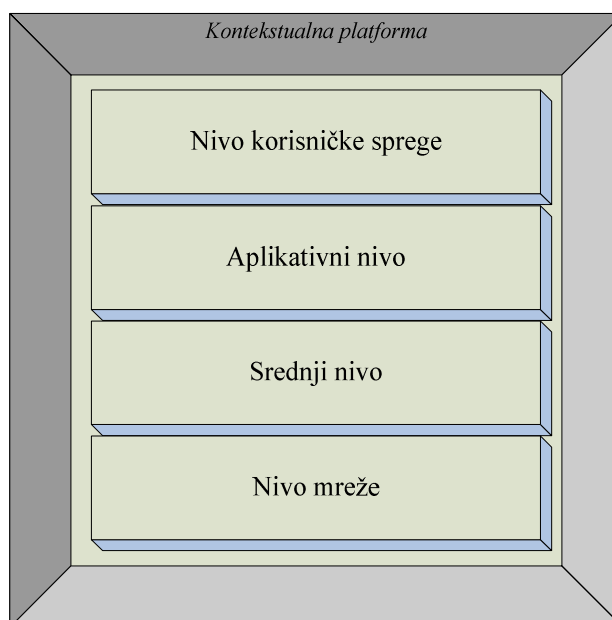 Kontekstualna platforma
Nivo korisničke sprege
Aplikativni nivo
Srednji nivo
Nivo mreže